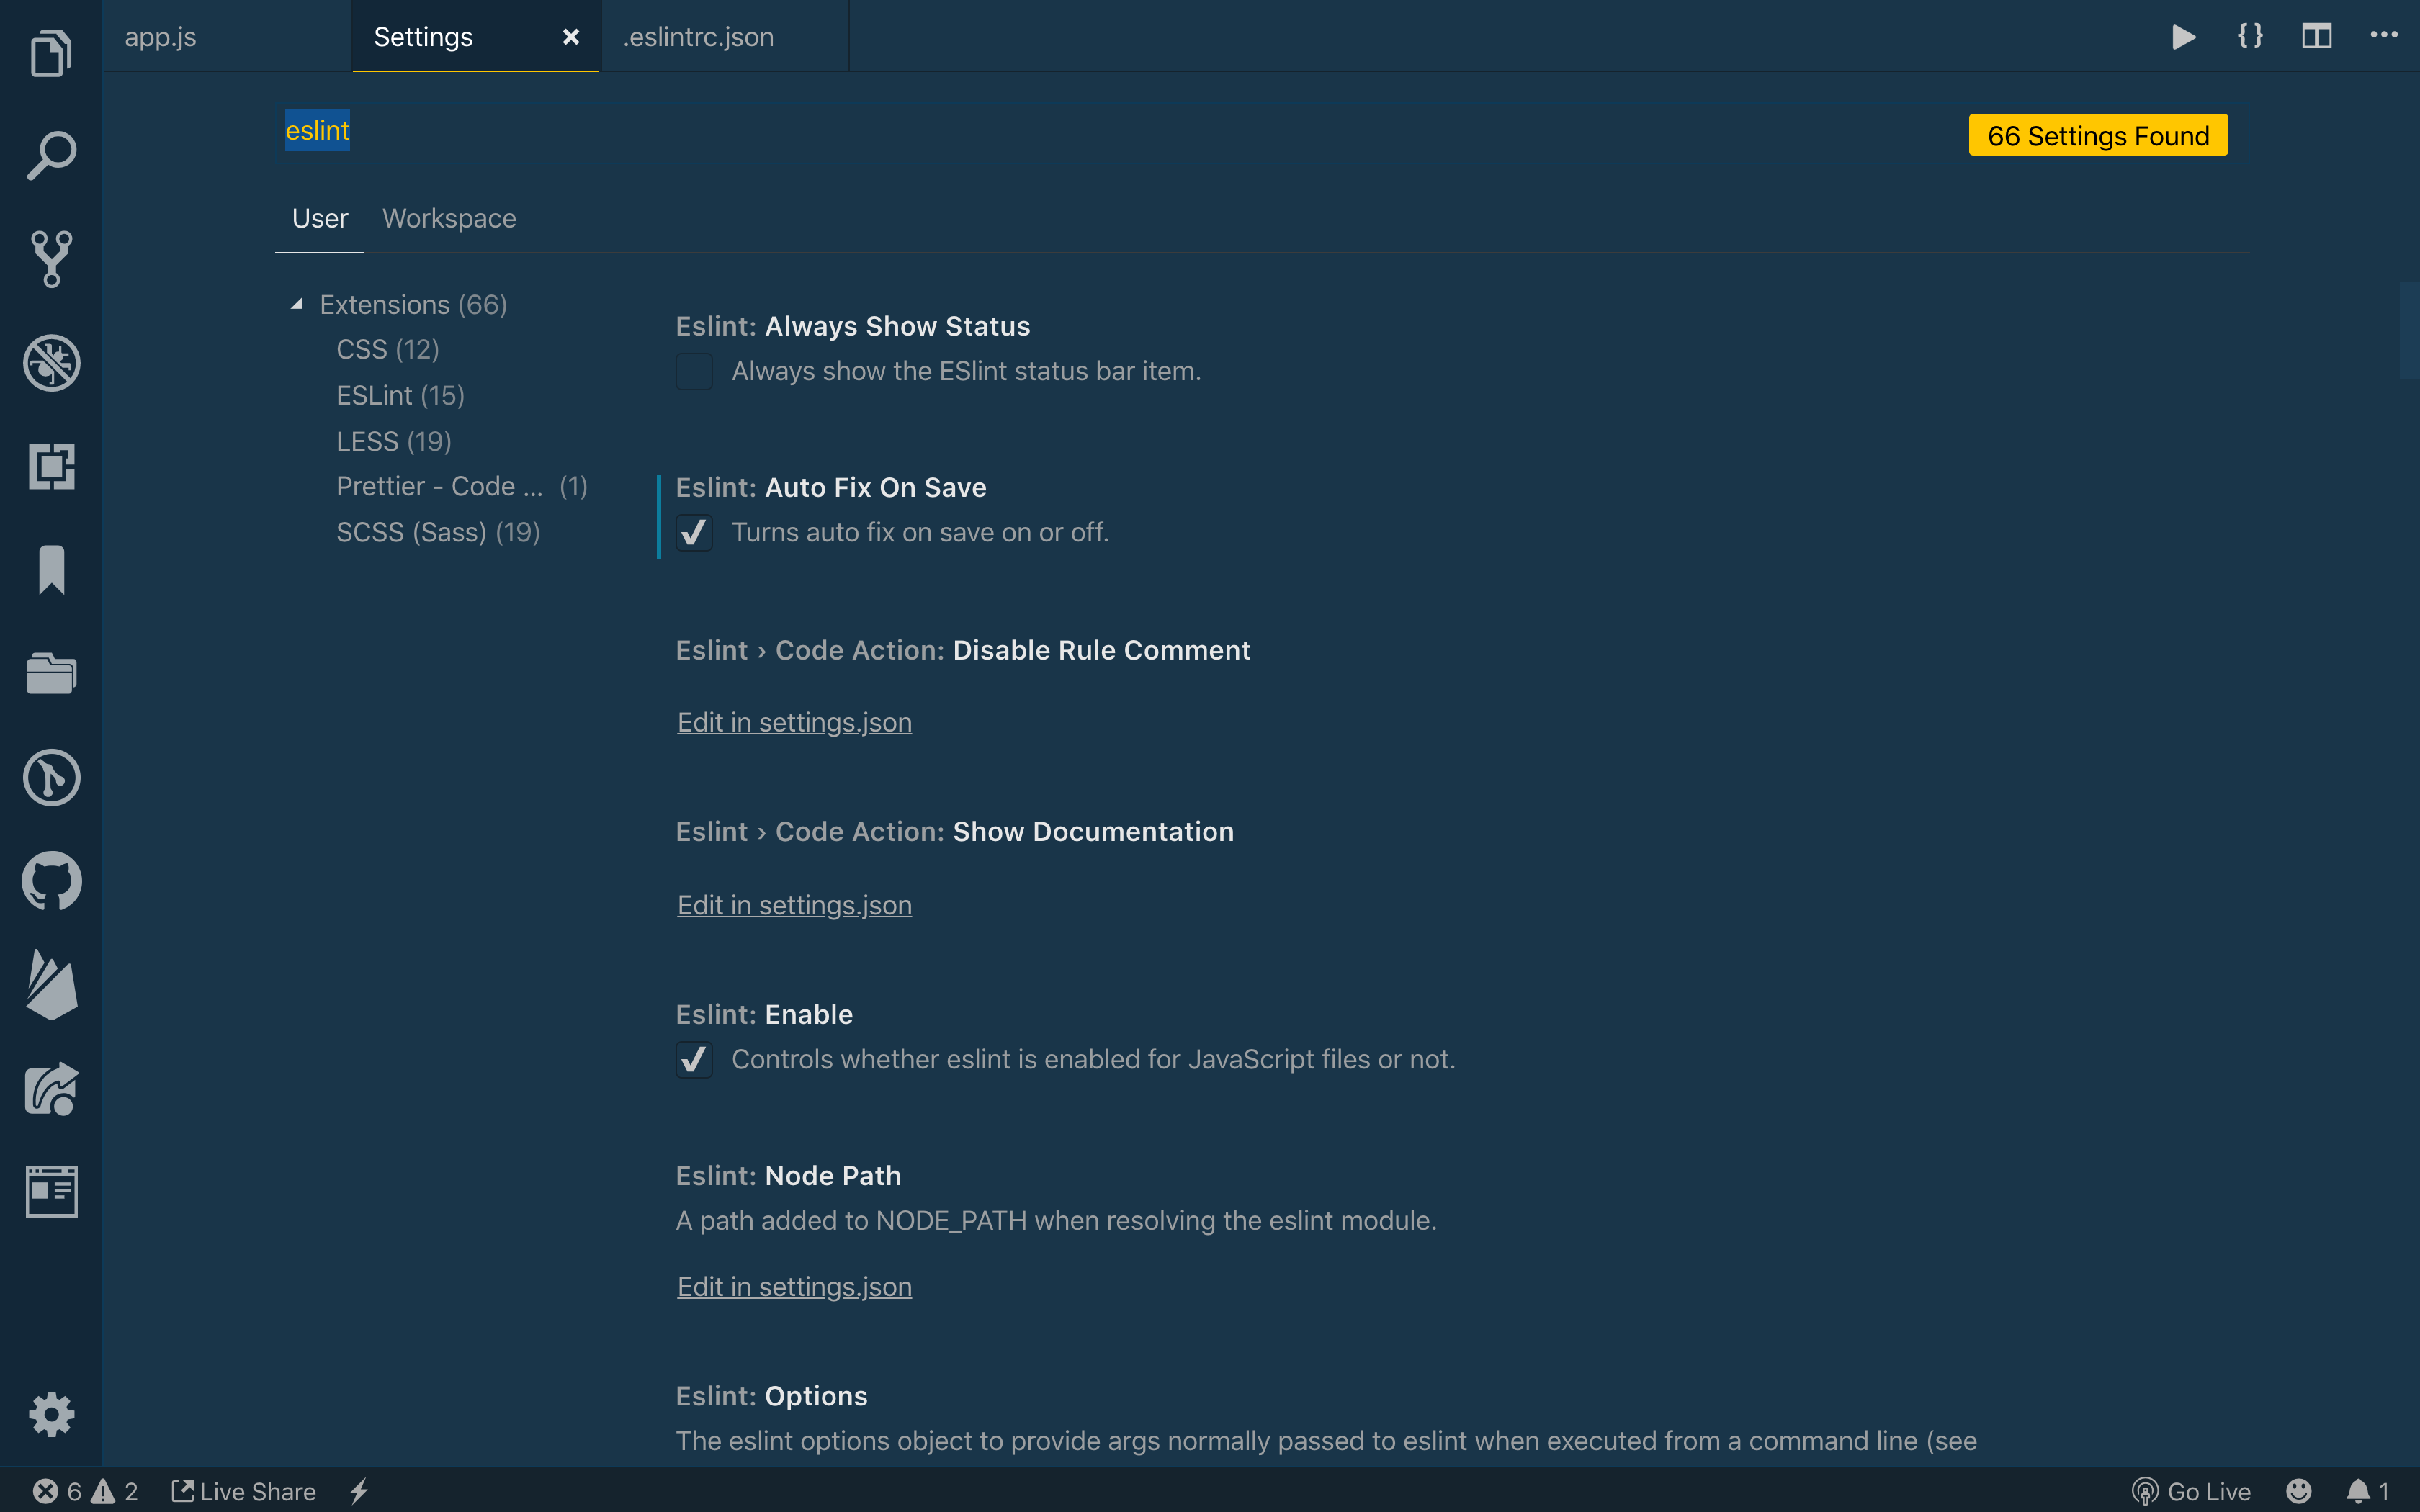 app.js
Settings
.eslintrc.json
eslint
66 Settings Found
User
Workspace
Extensions (66)
CSS (12)
ESLint (15)
LESS (19)
Prettier - Code ... (1)
SCSS (Sass) (19)
Eslint: Always Show Status
Always show the ESlint status bar item.
Eslint: Auto Fix On Save
Turns auto fix on save on or off.
Eslint › Code Action: Disable Rule Comment
Edit in settings.json
Eslint › Code Action: Show Documentation
Edit in settings.json
Eslint: Enable
Controls whether eslint is enabled for JavaScript files or not.
Eslint: Node Path
A path added to NODE_PATH when resolving the eslint module.
Edit in settings.json
Eslint: Options
The eslint options object to provide args normally passed to eslint when executed from a command line (see
6 2 Live Share
Go Live 1